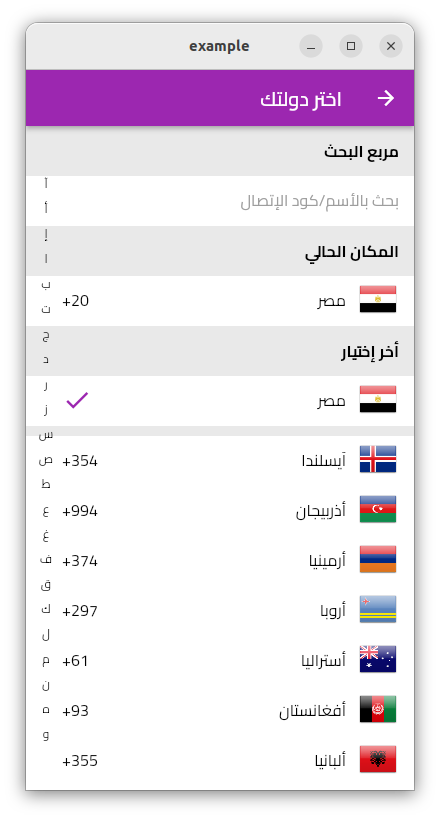 example
اختر دولتك
مربع البحث
بحث بالأسم/كود الإتصال
المكان الحالي
مصر +20
أخر إختيار
مصر
آيسلندا +354
أذربيجان +994
أرمينيا +374
أروبا +297
أستراليا +61
أفغانستان +93
ألبانيا +355
آ
أ
إ
ا
ب
ت
ج
د
ر
ز
س
ص
ط
ع
غ
ف
ق
ك
ل
م
ن
ه
و